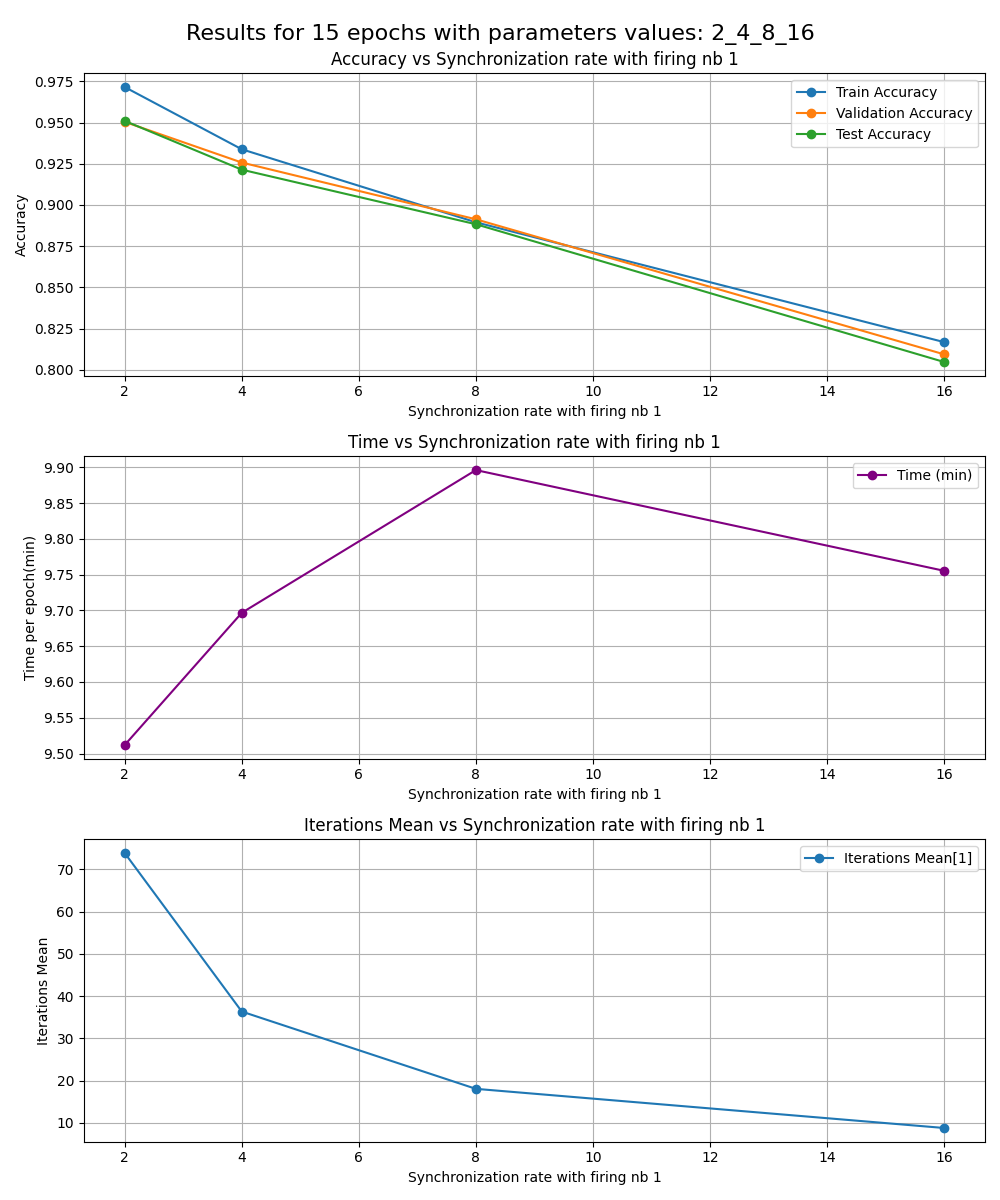 Results for 15 epochs with parameters values: 2_4_8_16
Accuracy vs Synchronization rate with firing nb 1
0.975
0.950
0.925
0.900
0.875
0.850
0.825
0.800
Accuracy
Train Accuracy
Validation Accuracy
Test Accuracy
2 4 6 8 10 12 14 16
Synchronization rate with firing nb 1
Time vs Synchronization rate with firing nb 1
9.90
9.85
9.80
9.75
9.70
9.65
9.60
9.55
9.50
Time per epoch(min)
Time (min)
2 4 6 8 10 12 14 16
Synchronization rate with firing nb 1
Iterations Mean vs Synchronization rate with firing nb 1
70
60
50
40
30
20
10
Iterations Mean
Iterations Mean[1]
2 4 6 8 10 12 14 16
Synchronization rate with firing nb 1